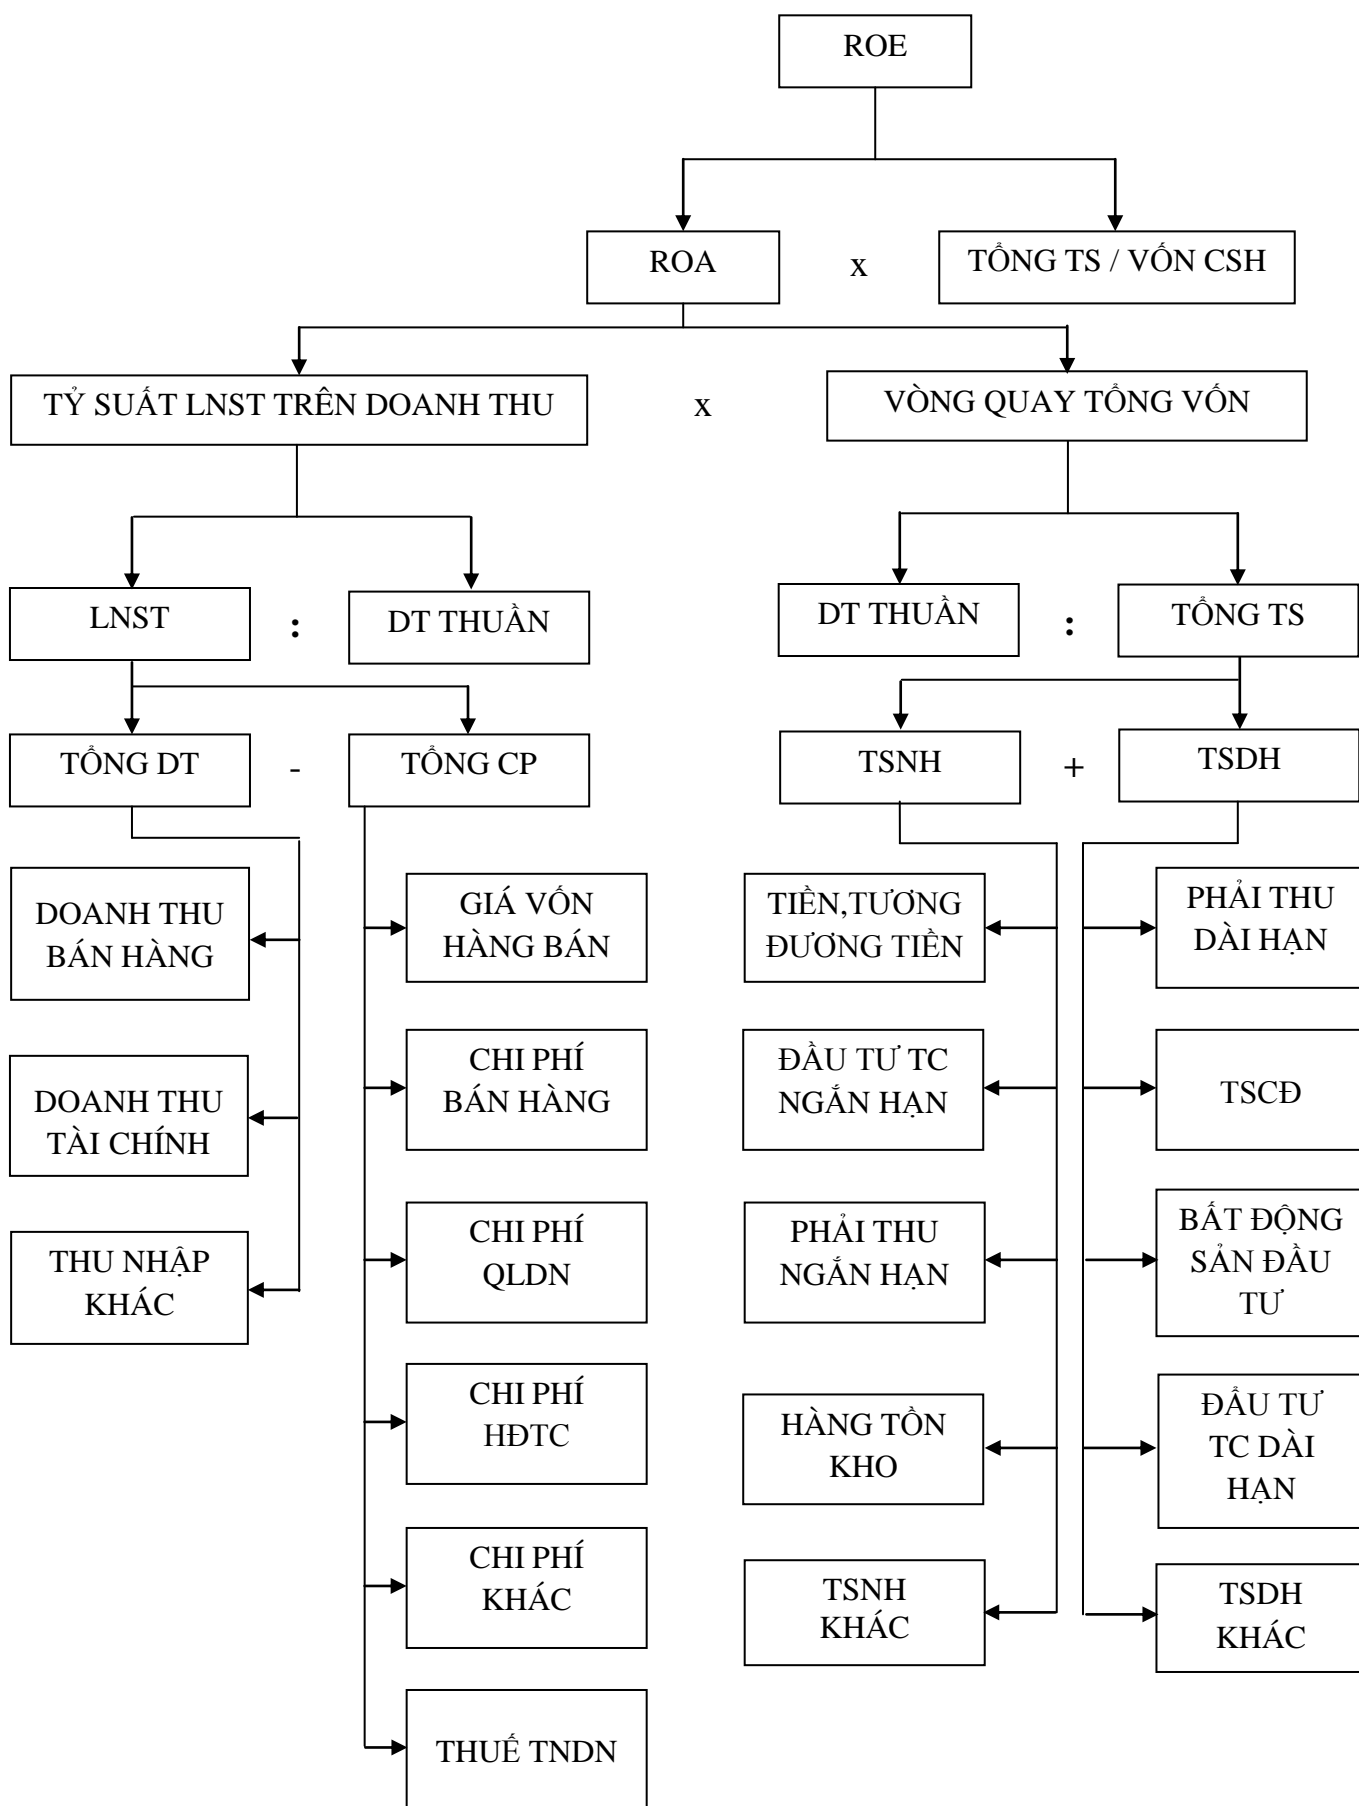 ROE
ROA
x
TỔNG TS / VỐN CSH
TỶ SUẤT LNST TRÊN DOANH THU
x
VÒNG QUAY TỔNG VỐN
LNST
:
DT THUẦN
DT THUẦN
:
TỔNG TS
TỔNG DT
-
TỔNG CP
TSNH
+
TSDH
DOANH THU
BÁN HÀNG
DOANH THU
TÀI CHÍNH
THU NHẬP
KHÁC
GIÁ VỐN
HÀNG BÁN
CHI PHÍ
BÁN HÀNG
CHI PHÍ
QLDN
CHI PHÍ
HĐTC
CHI PHÍ
KHÁC
THUẾ TNDN
TIỀN,TƯƠNG
ĐƯƠNG TIỀN
ĐẦU TƯ TC
NGẮN HẠN
PHẢI THU
NGẮN HẠN
HÀNG TỒN
KHO
TSNH
KHÁC
PHẢI THU
DÀI HẠN
TSCĐ
BẤT ĐỘNG
SẢN ĐẦU
TƯ
ĐẨU TƯ
TC DÀI
HẠN
TSDH
KHÁC